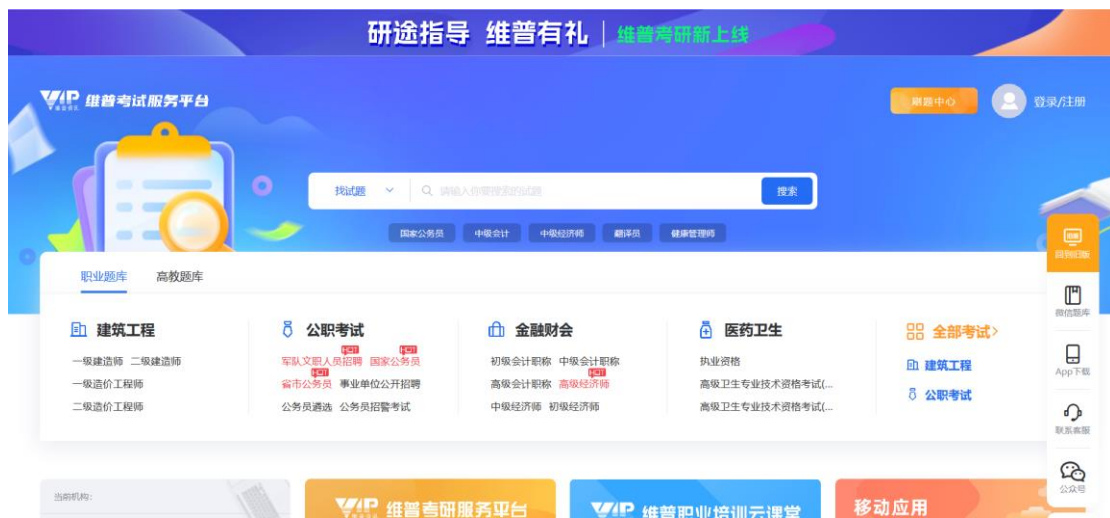 研途指导 维普有礼 维普考研新上线
VIP 维普考试服务平台
刷题中心
登录/注册
找试题
请输入你要搜索的试题
搜索
国家公务员 中级会计 中级经济师 翻译员 健康管理师
回到旧版
职业题库 高教题库
微信题库
建筑工程
一级建造师 二级建造师
一级造价工程师
二级造价工程师
公职考试
HOT HOT
军队文职人员招聘 国家公务员
HOT
省市公务员 事业单位公开招聘
公务员遴选 公务员招警考试
金融财会
初级会计职称 中级会计职称
HOT
高级会计职称 高级经济师
中级经济师 初级经济师
医药卫生
执业资格
高级卫生专业技术资格考试(...
高级卫生专业技术资格考试(...
全部考试>
建筑工程
公职考试
App下载
联系客服
公众号
当前机构:
VIP 维普考研服务平台
VIP 维普职业培训云课堂
移动应用